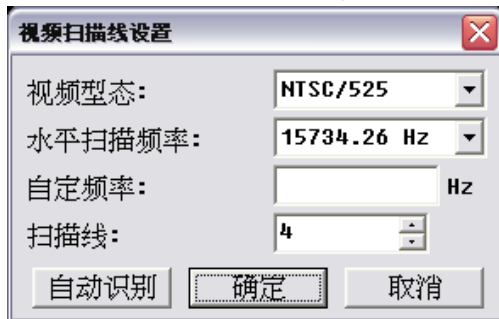 视频扫描线设置
视频型态: NTSC/525
水平扫描频率: 15734.26 Hz
自定频率: Hz
扫描线: 4
自动识别 确定 取消